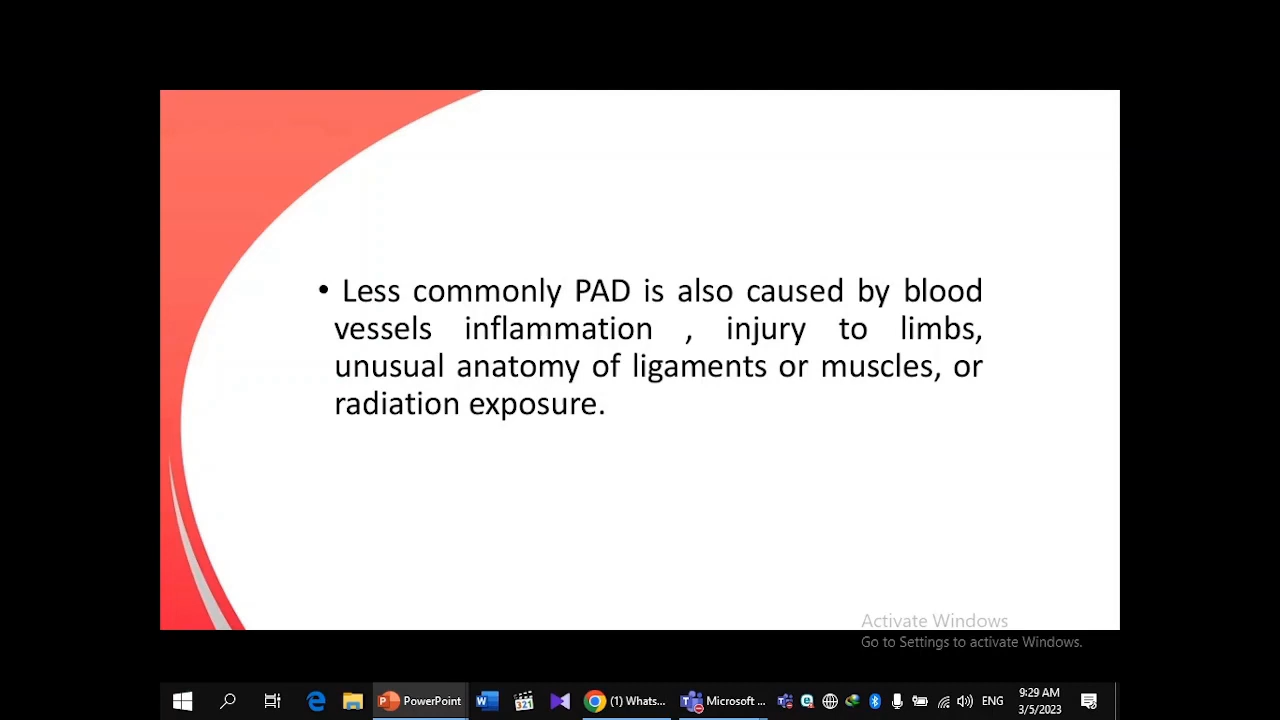 • Less commonly PAD is also caused by blood
vessels inflammation , injury to limbs,
unusual anatomy of ligaments or muscles, or
radiation exposure.
Activate Windows
Go to Settings to activate Windows.
PowerPoint
321
(1) Whats...
Microsoft ...
ENG
9:29 AM
3/5/2023